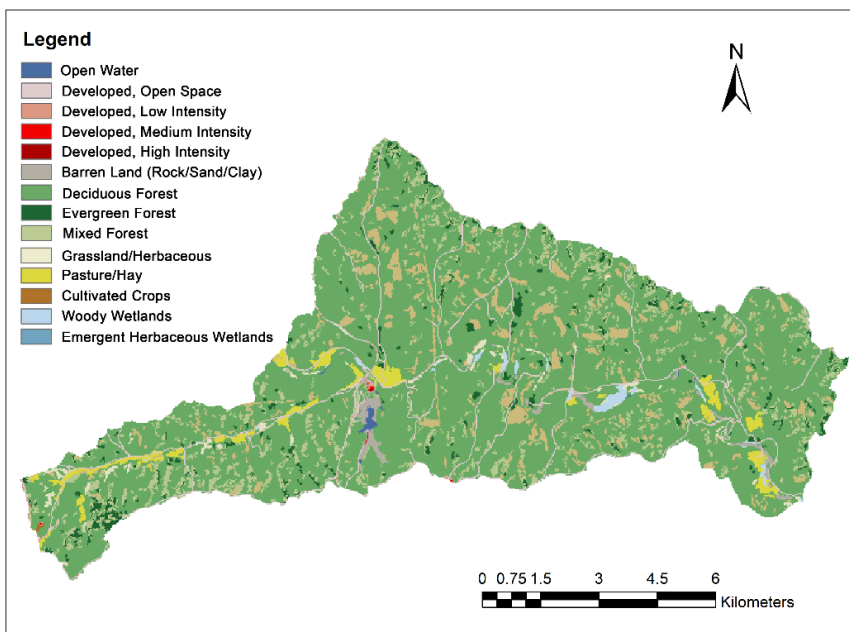 Legend
Open Water
Developed, Open Space
Developed, Low Intensity
Developed, Medium Intensity
Developed, High Intensity
Barren Land (Rock/Sand/Clay)
Deciduous Forest
Evergreen Forest
Mixed Forest
Grassland/Herbaceous
Pasture/Hay
Cultivated Crops
Woody Wetlands
Emergent Herbaceous Wetlands
N
0 0.75 1.5 3 4.5 6
Kilometers